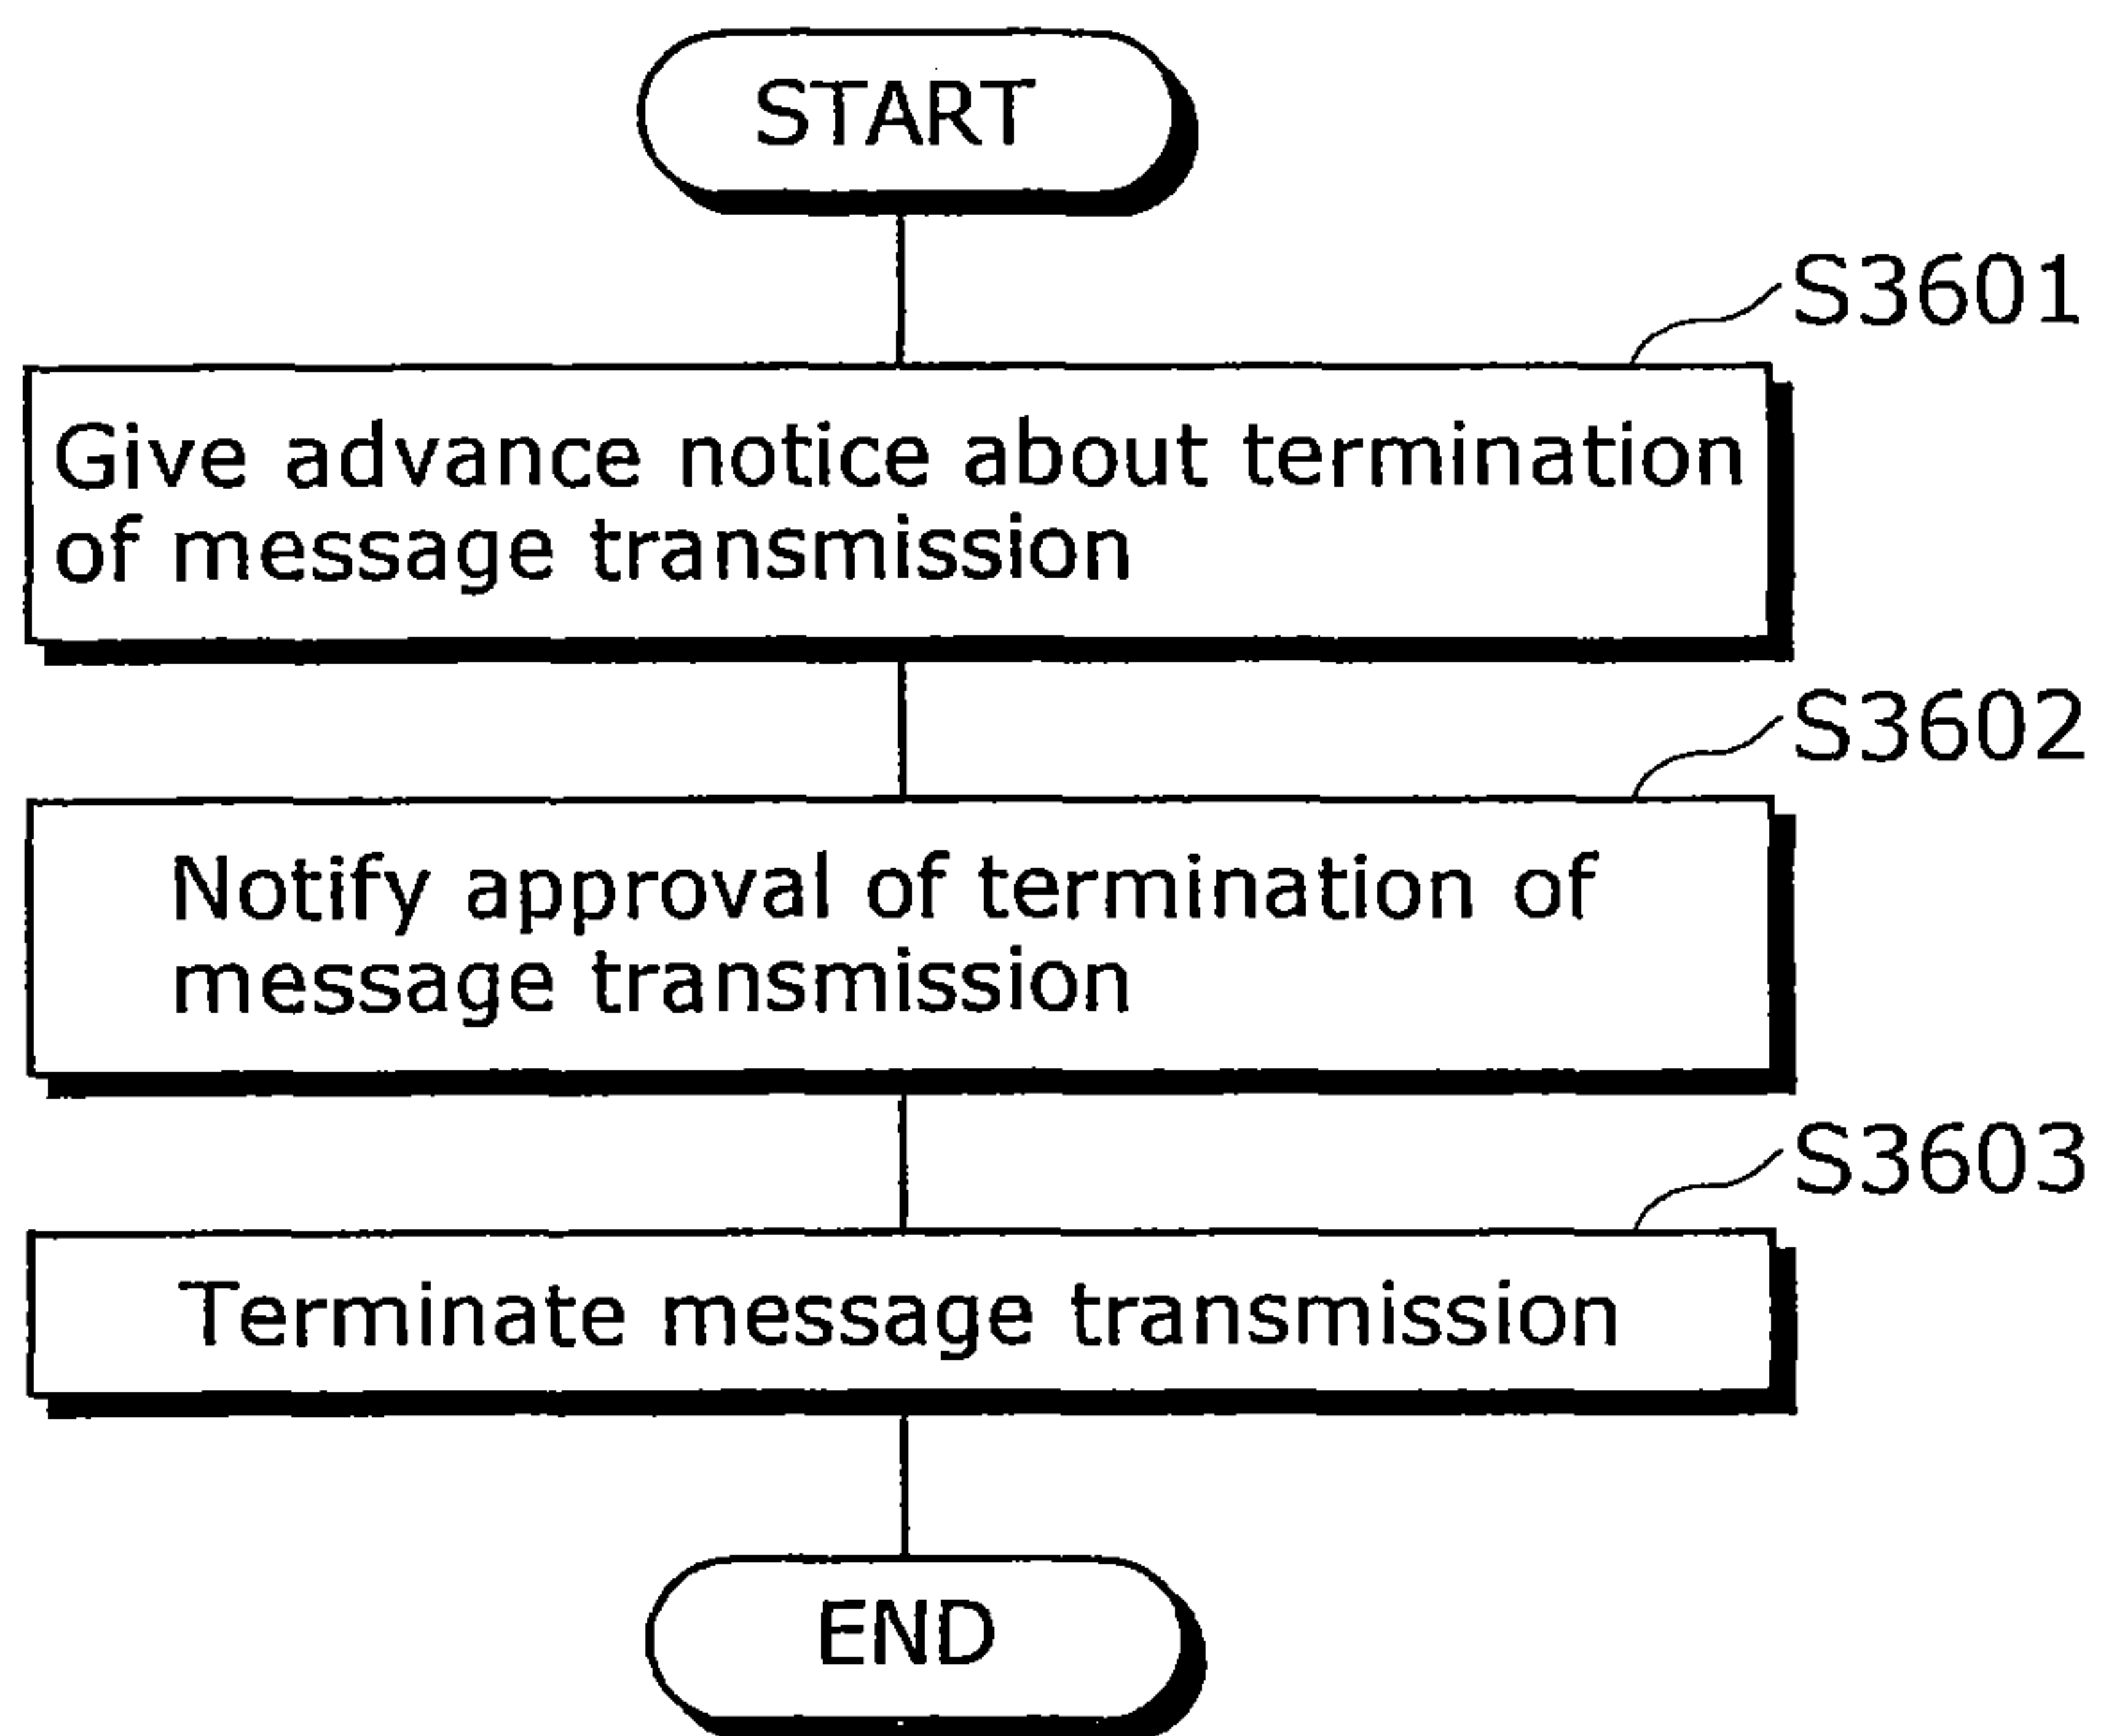 START
S3601
Give advance notice about termination
of message transmission
S3602
Notify approval of termination of
message transmission
S3603
Terminate message transmission
END